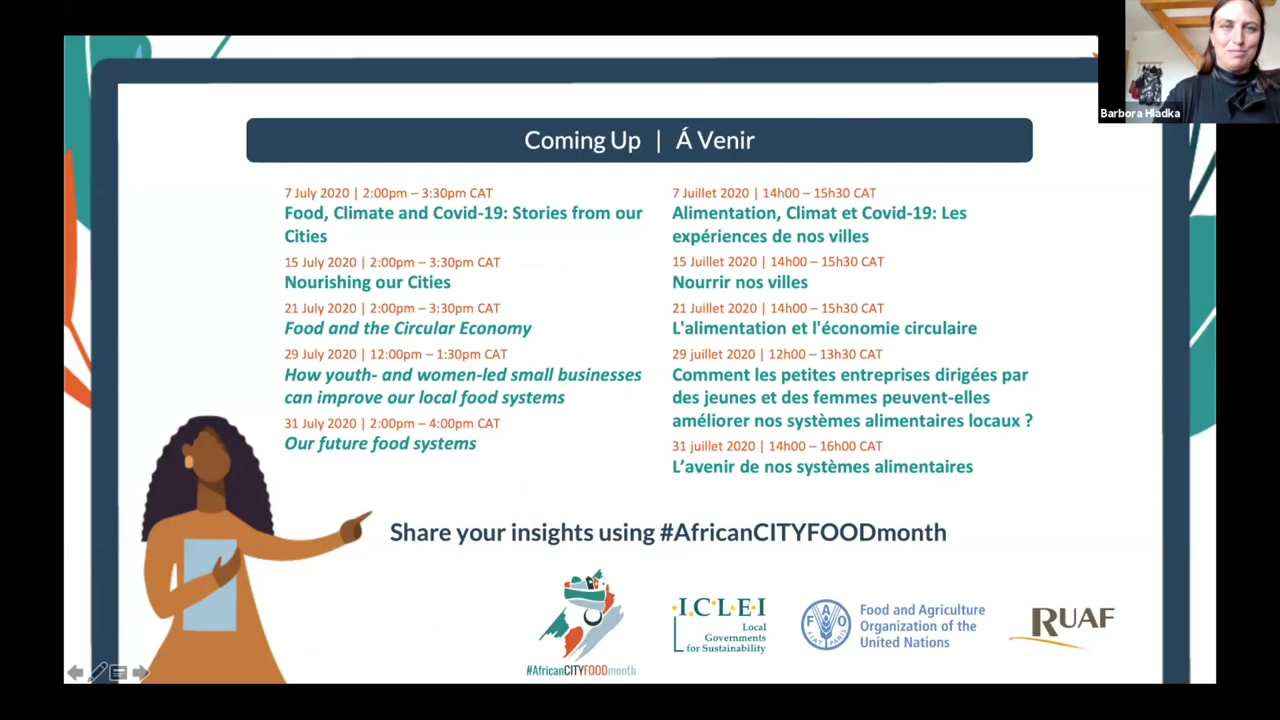 Barbora Hladka
Coming Up | Á Venir
7 July 2020 | 2:00pm – 3:30pm CAT
Food, Climate and Covid-19: Stories from our
Cities
15 July 2020 | 2:00pm – 3:30pm CAT
Nourishing our Cities
21 July 2020 | 2:00pm – 3:30pm CAT
Food and the Circular Economy
29 July 2020 | 12:00pm – 1:30pm CAT
How youth- and women-led small businesses
can improve our local food systems
31 July 2020 | 2:00pm – 4:00pm CAT
Our future food systems
7 Juillet 2020 | 14h00 – 15h30 CAT
Alimentation, Climat et Covid-19: Les
expériences de nos villes
15 Juillet 2020 | 14h00 – 15h30 CAT
Nourrir nos villes
21 Juillet 2020 | 14h00 – 15h30 CAT
L'alimentation et l'économie circulaire
29 juillet 2020 | 12h00 – 13h30 CAT
Comment les petites entreprises dirigées par
des jeunes et des femmes peuvent-elles
améliorer nos systèmes alimentaires locaux ?
31 juillet 2020 | 14h00 – 16h00 CAT
L’avenir de nos systèmes alimentaires
Share your insights using #AfricanCITYFOODmonth
#AfricanCITYFOODmonth
I.C.L.E.I
Local
Governments
for Sustainability
FAO
FIAT PANIS
Food and Agriculture
Organization of the
United Nations
RUAF